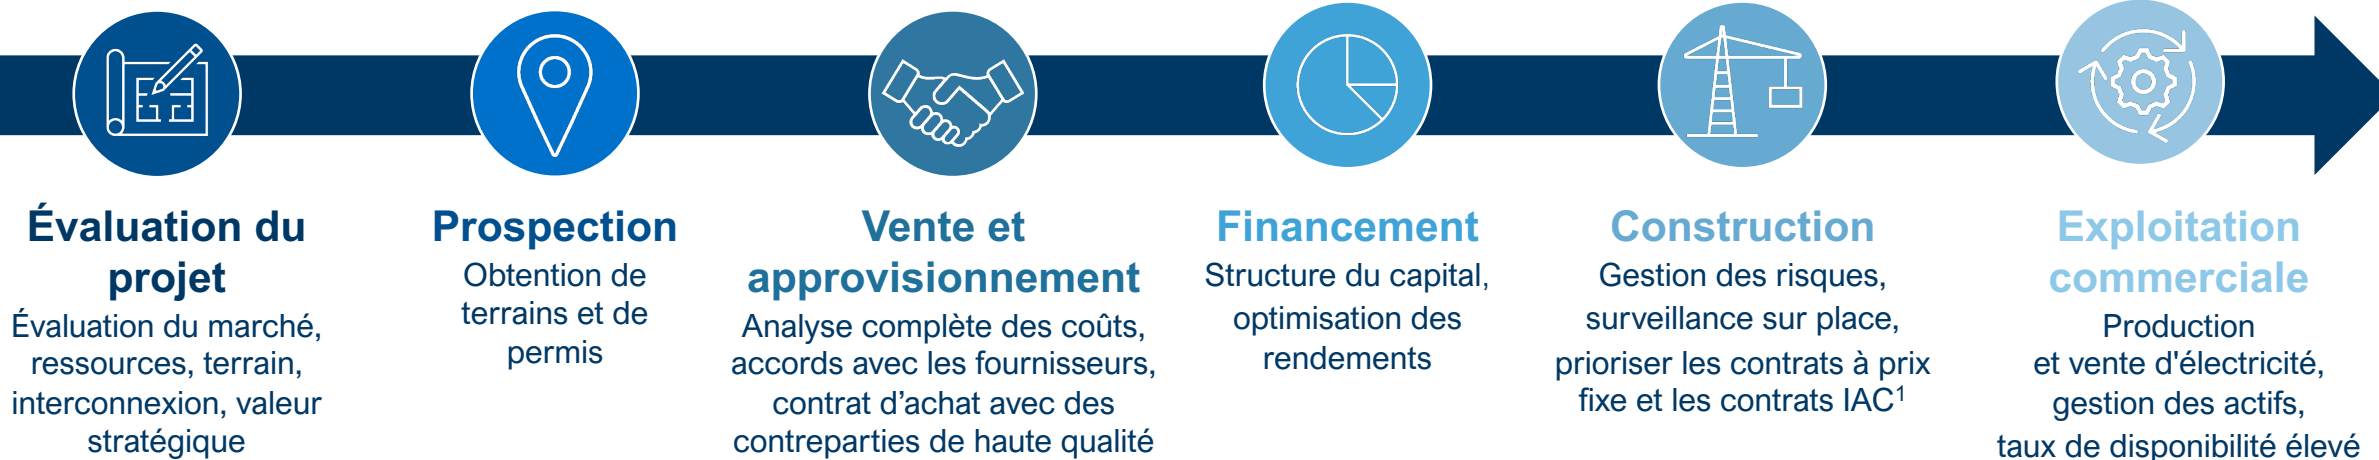 Évaluation du
projet
Évaluation du marché,
ressources, terrain,
interconnexion, valeur
stratégique
Prospection
Obtention de
terrains et de
permis
Vente et
approvisionnement
Analyse complète des coûts,
accords avec les fournisseurs,
contrat d’achat avec des
contreparties de haute qualité
Financement
Structure du capital,
optimisation des
rendements
Construction
Gestion des risques,
surveillance sur place,
prioriser les contrats à prix
fixe et les contrats IAC¹
Exploitation
commerciale
Production
et vente d'électricité,
gestion des actifs,
taux de disponibilité élevé